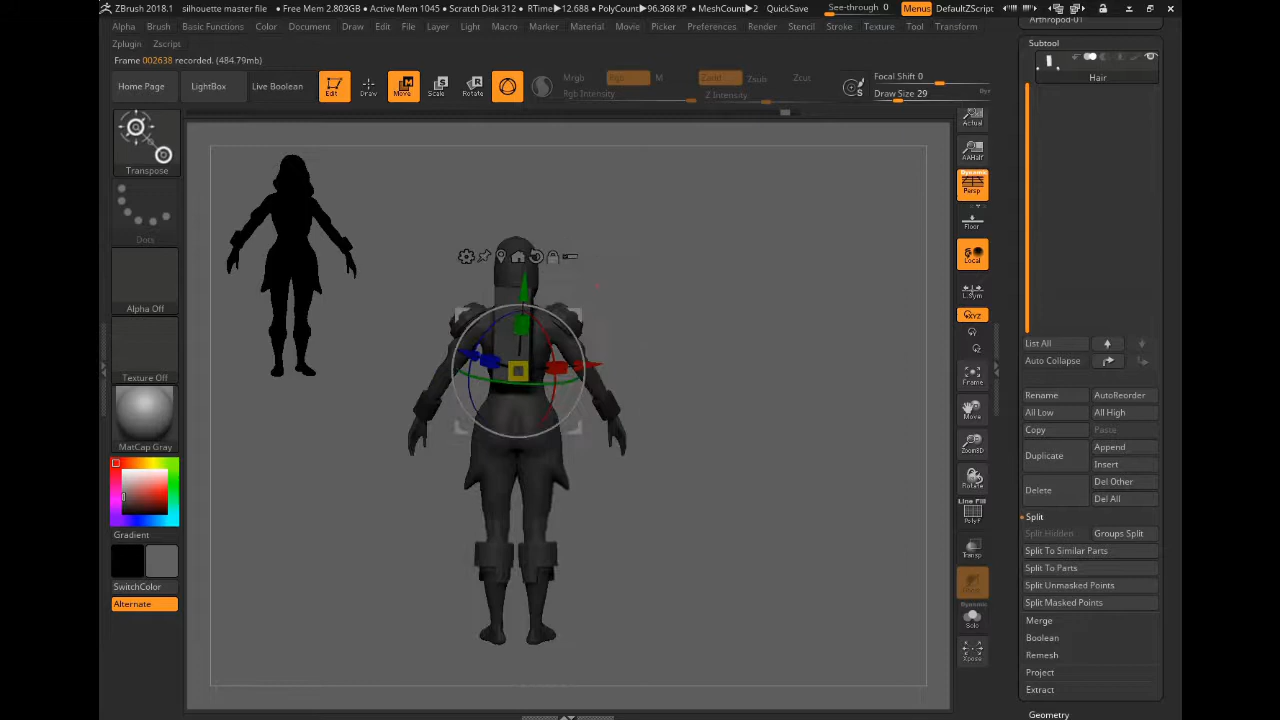 ZBrush 2018.1 silhouette master file • Free Mem 2.803GB • Active Mem 1045 • Scratch Disk 312 • RTime▶12.688 • PolyCount▶96.368 KP • MeshCount▶2 QuickSave See-through 0 Menus DefaultZScript
Alpha Brush Basic Functions Color Document Draw Edit File Layer Light Macro Marker Material Movie Picker Preferences Render Stencil Stroke Texture Tool Transform
Zplugin Zscript
Frame 002638 recorded. (484.79mb)
Home Page LightBox Live Boolean Edit Draw Move Scale Rotate Mrgb Rgb M Zadd Zsub Zcut Focal Shift 0
Rgb Intensity Z Intensity Draw Size 29
Transpose
Dots
Alpha Off
Texture Off
MatCap Gray
Gradient
SwitchColor
Alternate
Actual
AAHalf
Dynamic
Persp
Floor
Local
L.Sym
XYZ
Frame
Move
Zoom3D
Rotate
Line Fill
PolyF
Transp
Dynamic
Solo
Xpose
Arthropod-01
Subtool
Hair
List All
Auto Collapse
Rename AutoReorder
All Low All High
Copy Paste
Duplicate Append
Insert
Delete Del Other
Del All
Split
Split Hidden Groups Split
Split To Similar Parts
Split To Parts
Split Unmasked Points
Split Masked Points
Merge
Boolean
Remesh
Project
Extract
Geometry